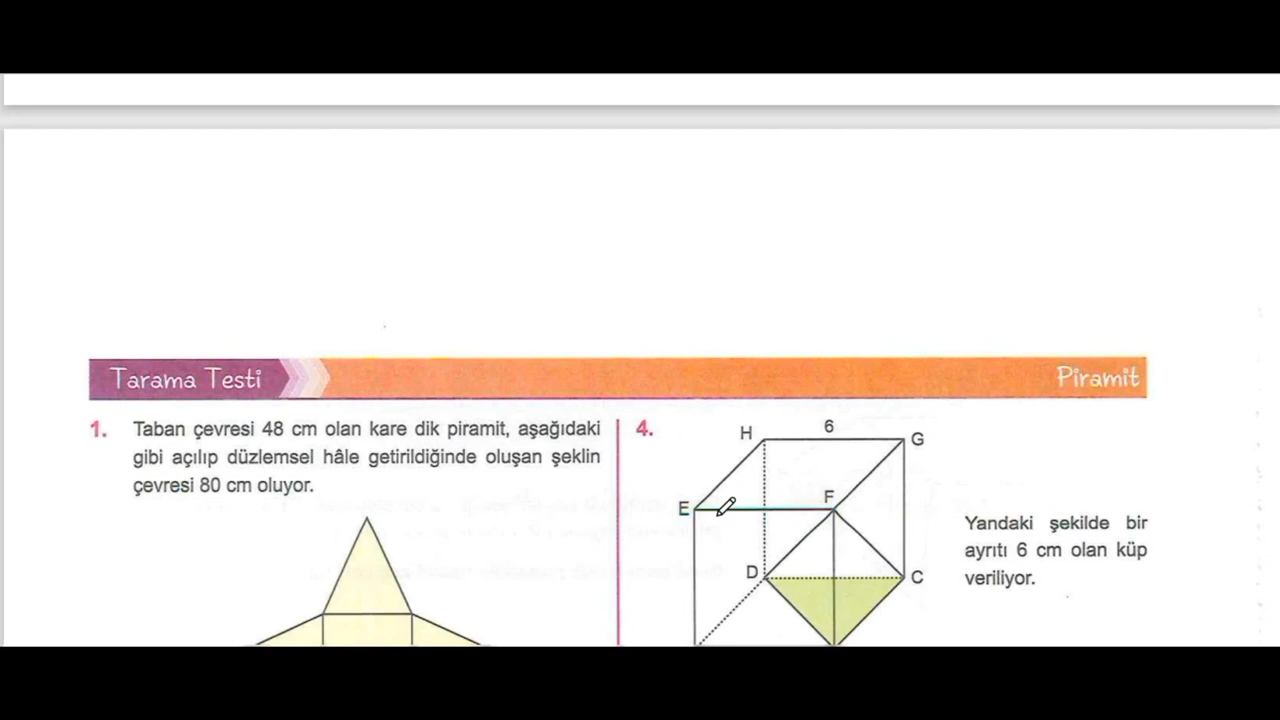 Tarama Testi
Piramit
1. Taban çevresi 48 cm olan kare dik piramit, aşağıdaki
gibi açılıp düzlemsel hâle getirildiğinde oluşan şeklin
çevresi 80 cm oluyor.
4.
H
6
G
E
F
D
C
Yandaki şekilde bir
ayrıtı 6 cm olan küp
veriliyor.